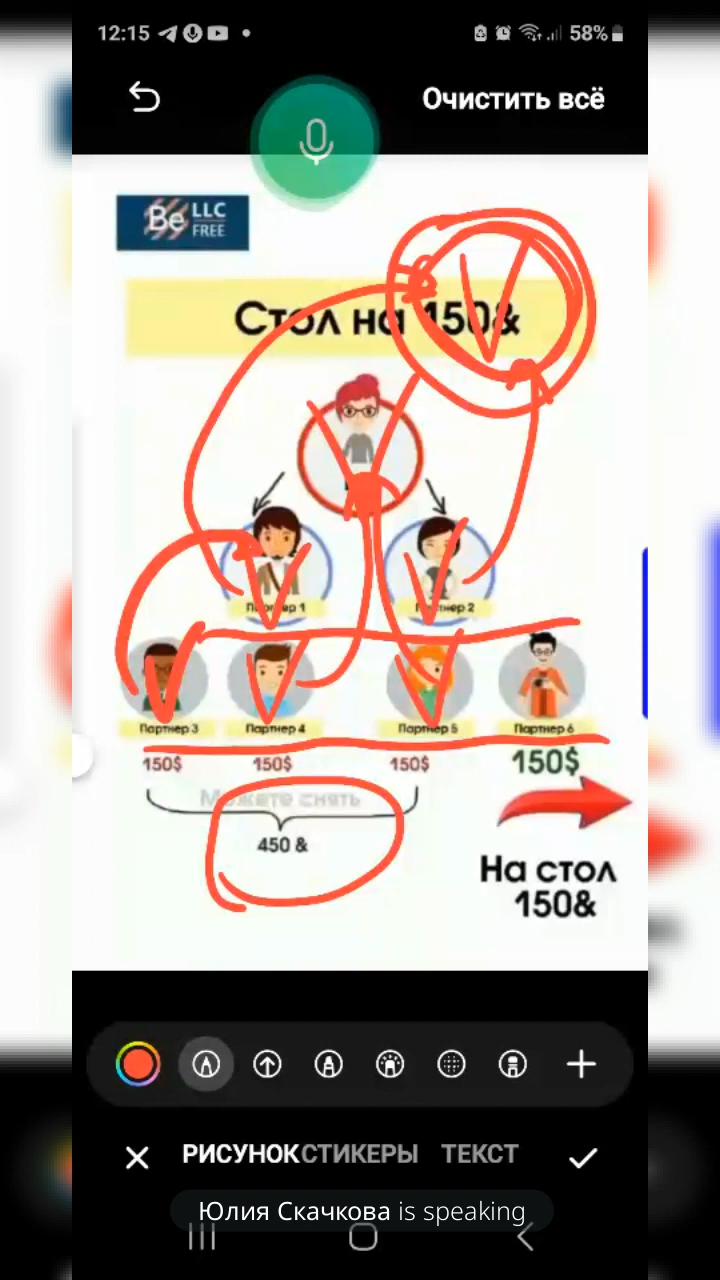 12:15
58%
Очистить всё
Be LLC FREE
Стол на 150&
Партнер 1
Партнер 2
Партнер 3 Партнер 4 Партнер 5 Партнер 6
150$ 150$ 150$ 150$
Можете снять
450 &
На стол
150&
РИСУНОК СТИКЕРЫ ТЕКСТ
Юлия Скачкова is speaking